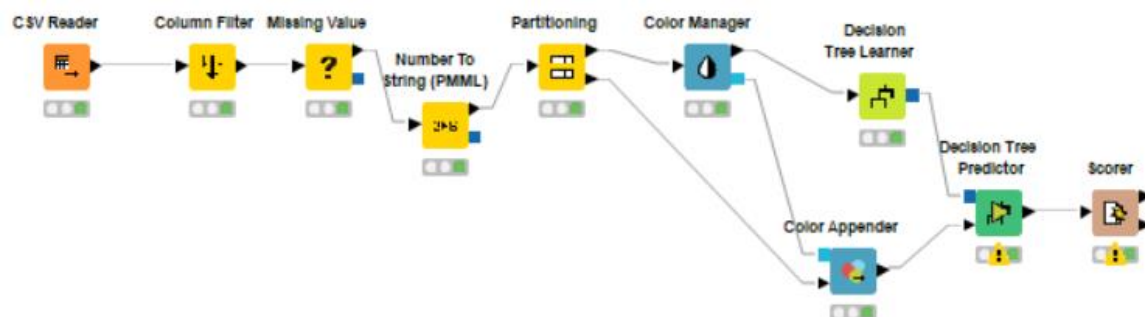 CSV Reader
Column Filter
Missing Value
Number To
String (PMML)
Partitioning
Color Manager
Decision
Tree Learner
Decision Tree
Predictor
Scorer
Color Appender